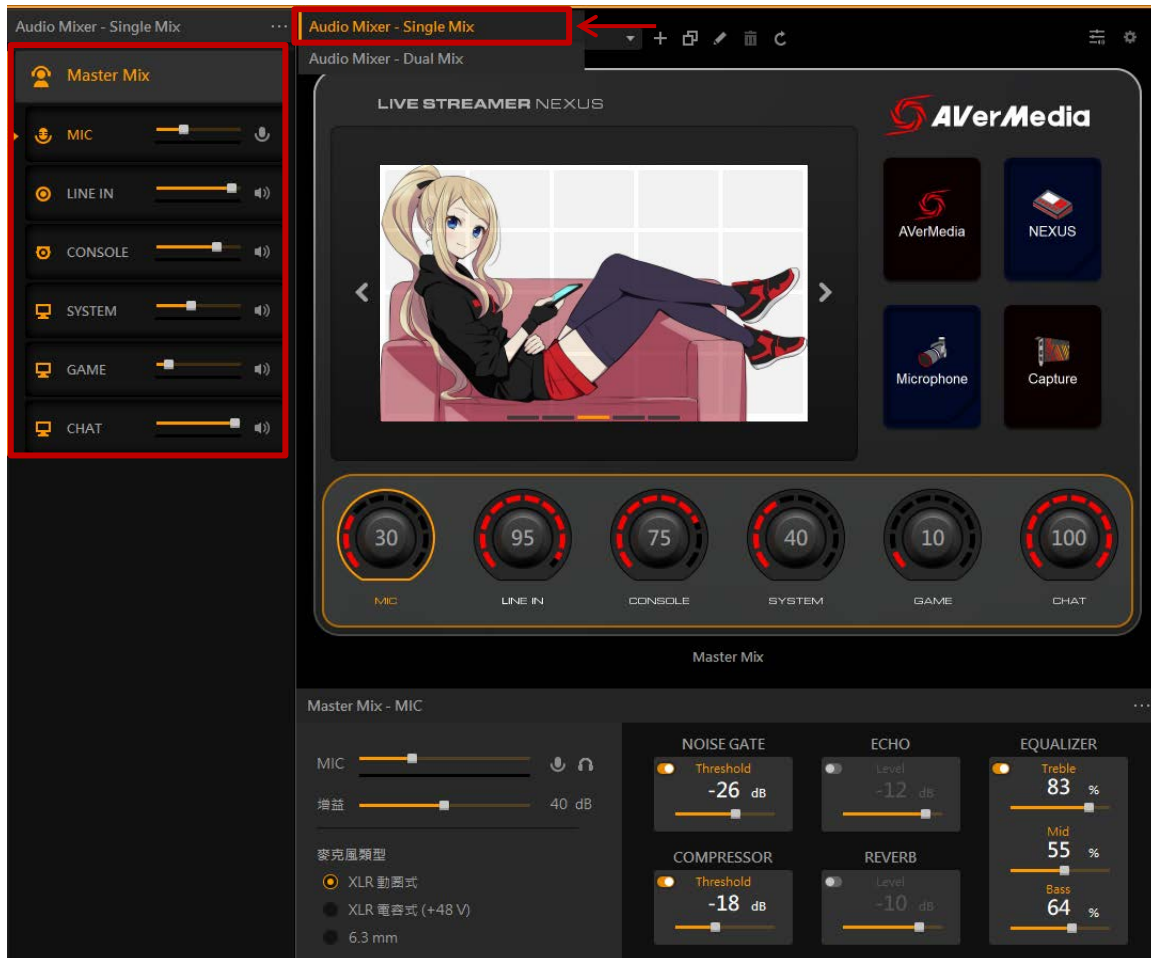 Audio Mixer - Single Mix ...
Audio Mixer - Single Mix
Audio Mixer - Dual Mix
Master Mix
MIC
LINE IN
CONSOLE
SYSTEM
GAME
CHAT
LIVE STREAMER NEXUS
AVerMedia
AVerMedia
NEXUS
Microphone
Capture
30
95
75
40
10
100
MIC
LINE IN
CONSOLE
SYSTEM
GAME
CHAT
Master Mix
Master Mix - MIC ...
MIC
增益 40 dB
麥克風類型
XLR 動圈式
XLR 電容式 (+48 V)
6.3 mm
NOISE GATE
Threshold
-26 dB
ECHO
Level
-12 dB
EQUALIZER
Treble
83 %
Mid
55 %
Bass
64 %
COMPRESSOR
Threshold
-18 dB
REVERB
Level
-10 dB